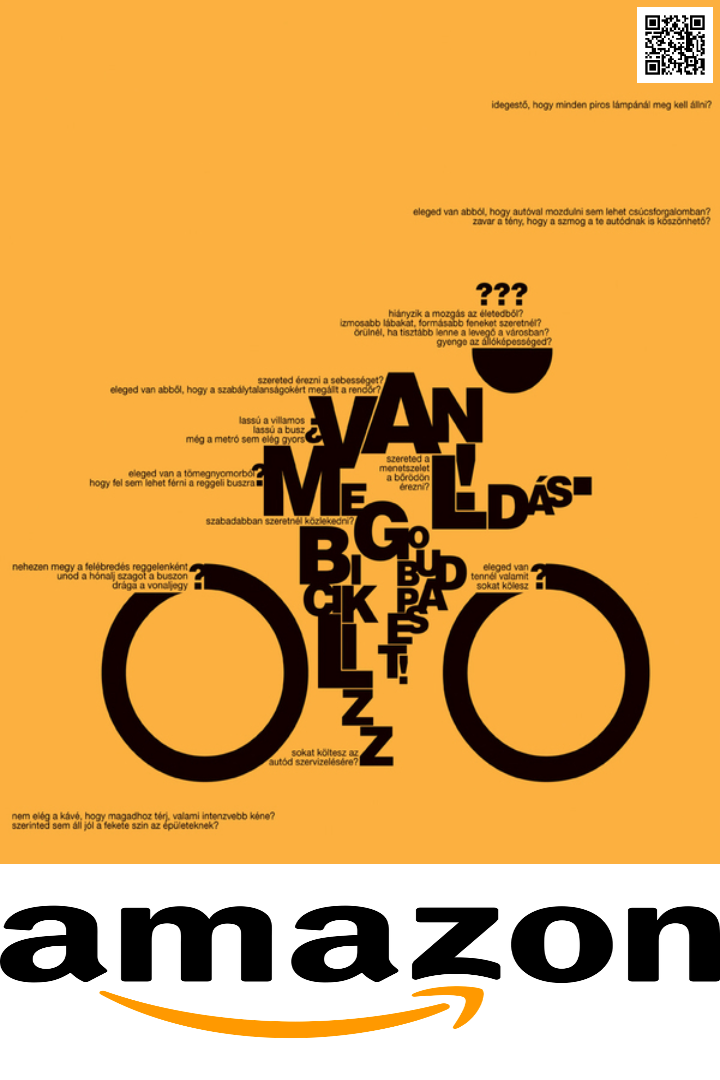 idegestő, hogy minden piros lámpánál meg kell állni?
eleged van abból, hogy autóval mozdulni sem lehet csúcsforgalomban?
zavar a tény, hogy a szmog a te autódnak is köszönhető?
???
hiányzik a mozgás az életedből?
izmosabb lábakat, formásabb feneket szeretnél?
örülnél, ha tisztább lenne a levegő a városban?
gyenge az állóképességed?
szereted érezni a sebességet?
eleged van abből, hogy a szabálytalanságokért megállt a rendőr?
VAN
lassú a villamos
lassú a busz
még a metró sem elég gyors
?
szereted a
menetszelet
a bőrödön
érezni?
MEGOLDÁS!
eleged van a tömegnyomorból
hogy fel sem lehet férni a reggeli buszra
?
szabadabban szeretnél közlekedni?
BICIKLIZZ
GOUD
BUDAPEST!
nehezen megy a felébredés reggelenként
unod a hónalj szagot a buszon
drága a vonaljegy
?
eleged van
tennél valamit
sokat kölesz
?
sokat költesz az
autód szervizelésére?
nem elég a kávé, hogy magadhoz térj, valami intenzvebb kéne?
szerinted sem áll jól a fekete szin az épületeknek?
amazon